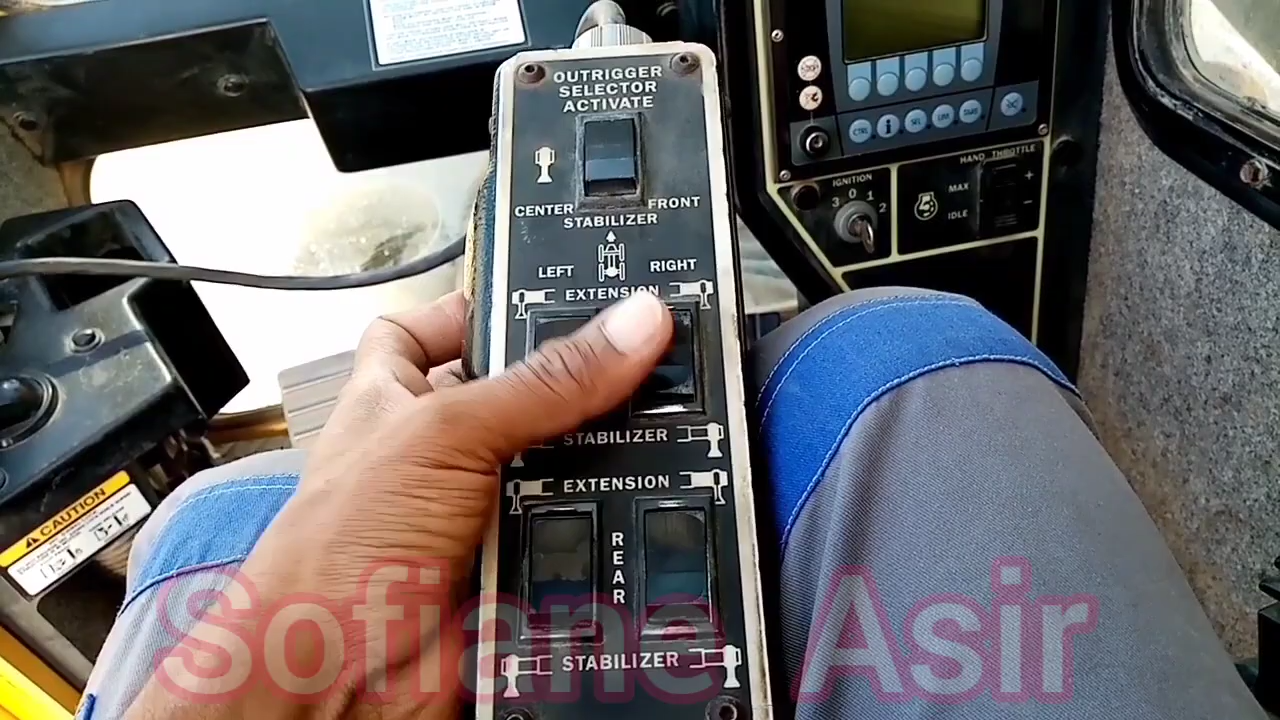 OUTRIGGER
SELECTOR
ACTIVATE
CENTER FRONT
STABILIZER
LEFT RIGHT
EXTENSION
STABILIZER
EXTENSION
REAR
STABILIZER
CTRL i SEL LIM TARE
IGNITION
3 0 1 2
HAND THROTTLE
MAX
IDLE
+
-
CAUTION
Sofiane Asir